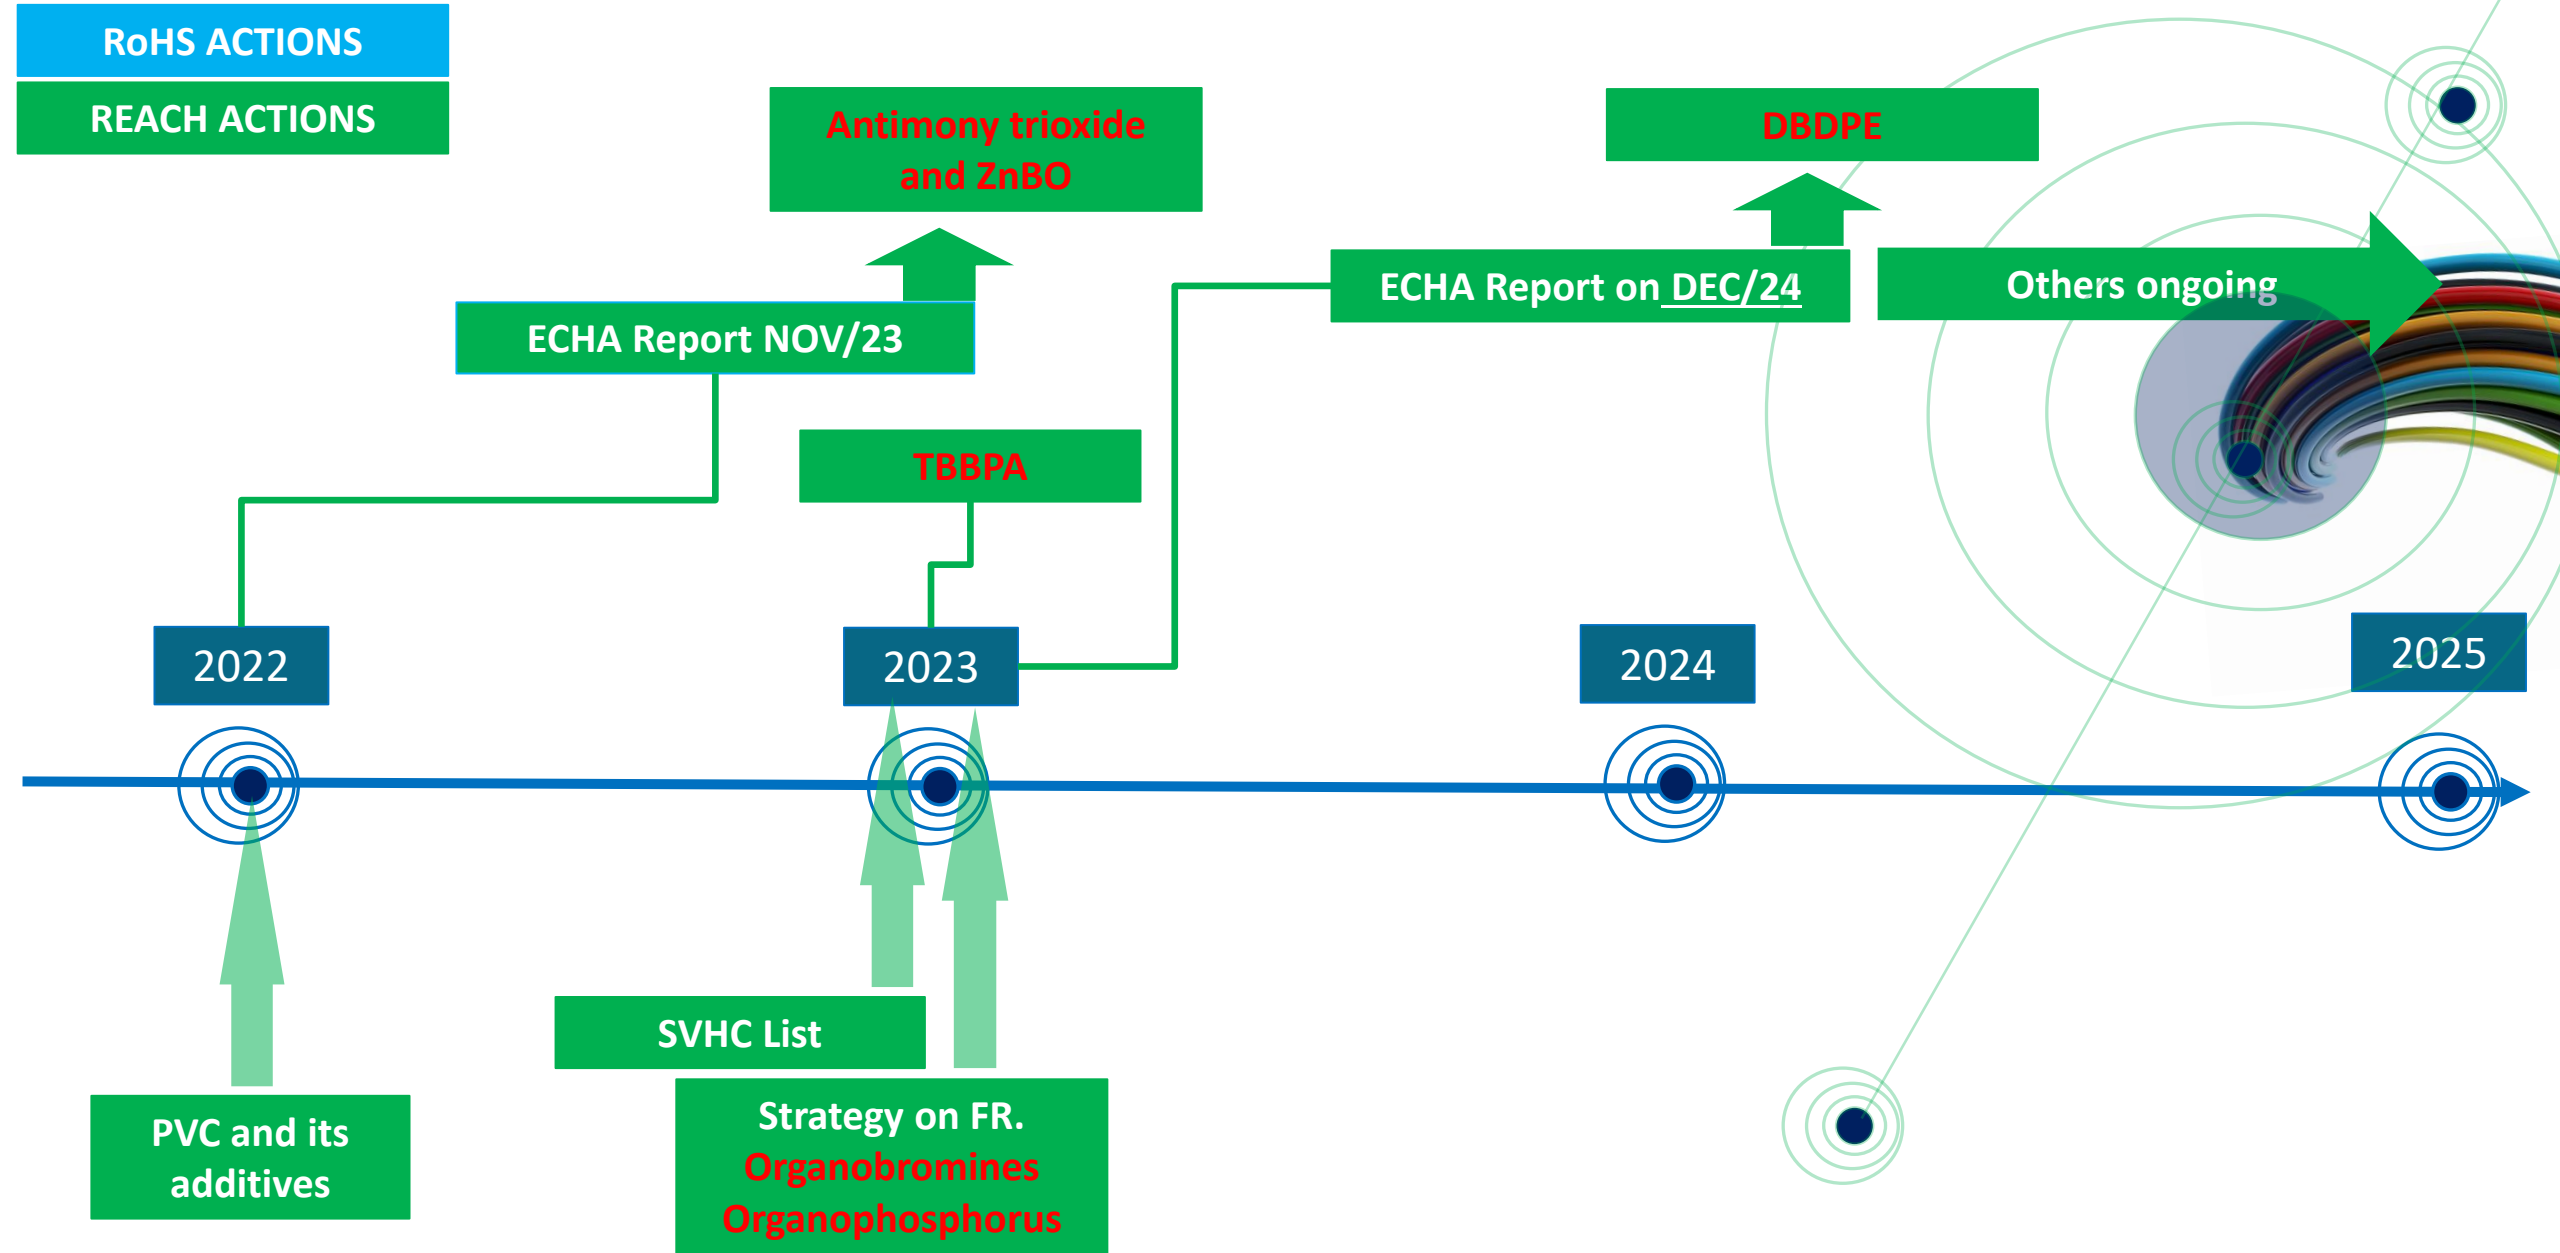 RoHS ACTIONS
REACH ACTIONS
Antimony trioxide
and ZnBO
DBDPE
ECHA Report on DEC/24
Others ongoing
ECHA Report NOV/23
TBBPA
2022
2023
2024
2025
SVHC List
PVC and its
additives
Strategy on FR.
Organobromines
Organophosphorus